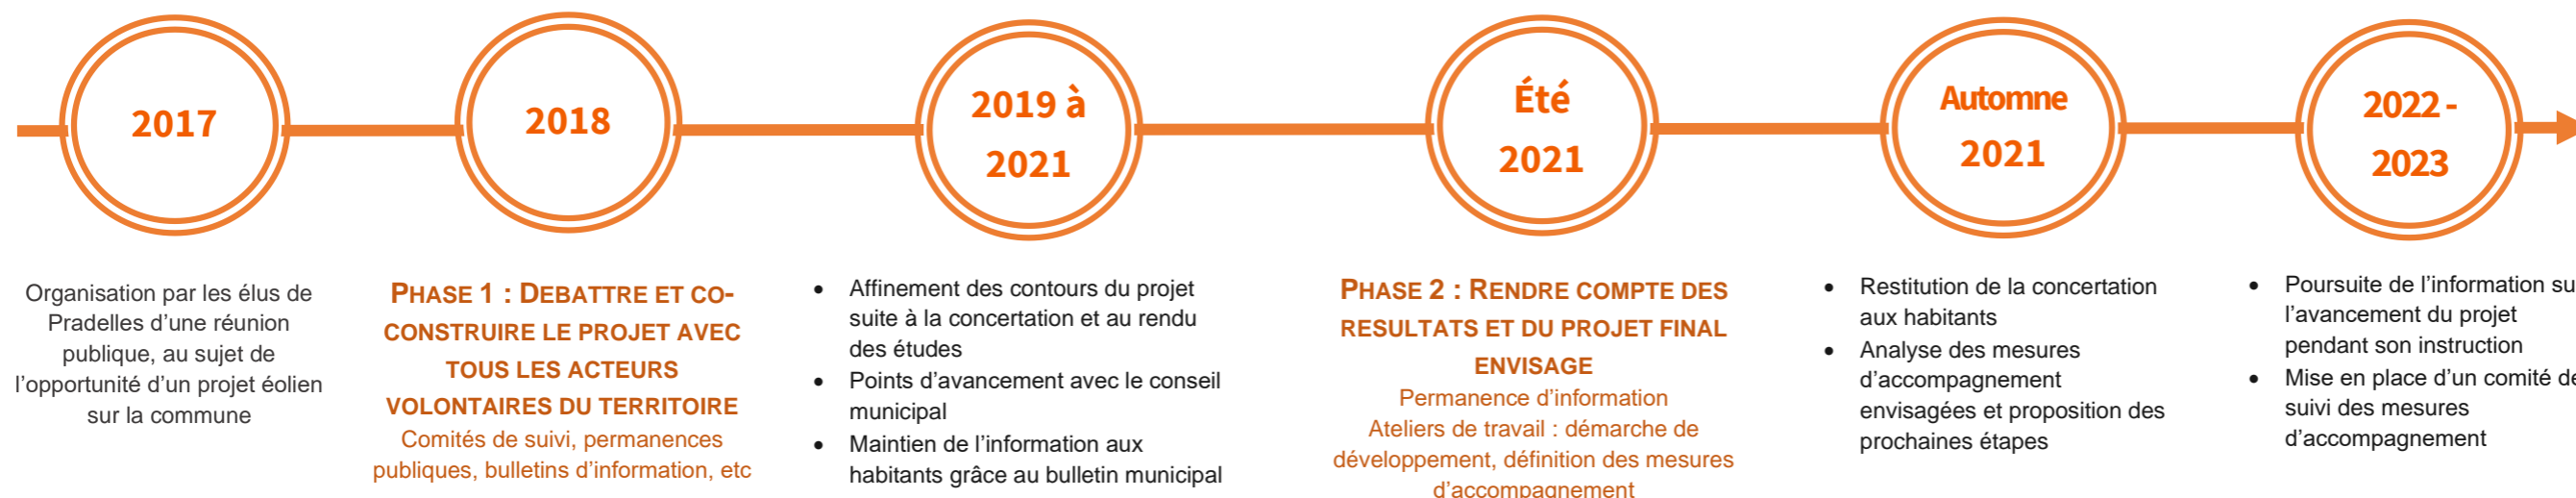 2017
Organisation par les élus de
Pradelles d’une réunion
publique, au sujet de
l’opportunité d’un projet éolien
sur la commune
2018
PHASE 1 : DEBATTRE ET CO-
CONSTRUIRE LE PROJET AVEC
TOUS LES ACTEURS
VOLONTAIRES DU TERRITOIRE
Comités de suivi, permanences
publiques, bulletins d’information, etc
2019 à
2021
• Affinement des contours du projet
suite à la concertation et au rendu
des études
• Points d’avancement avec le conseil
municipal
• Maintien de l’information aux
habitants grâce au bulletin municipal
Été
2021
PHASE 2 : RENDRE COMPTE DES
RESULTATS ET DU PROJET FINAL
ENVISAGE
Permanence d’information
Ateliers de travail : démarche de
développement, définition des mesures
d’accompagnement
Automne
2021
• Restitution de la concertation
aux habitants
• Analyse des mesures
d’accompagnement
envisagées et proposition des
prochaines étapes
2022 -
2023
• Poursuite de l’information su
l’avancement du projet
pendant son instruction
• Mise en place d’un comité de
suivi des mesures
d’accompagnement